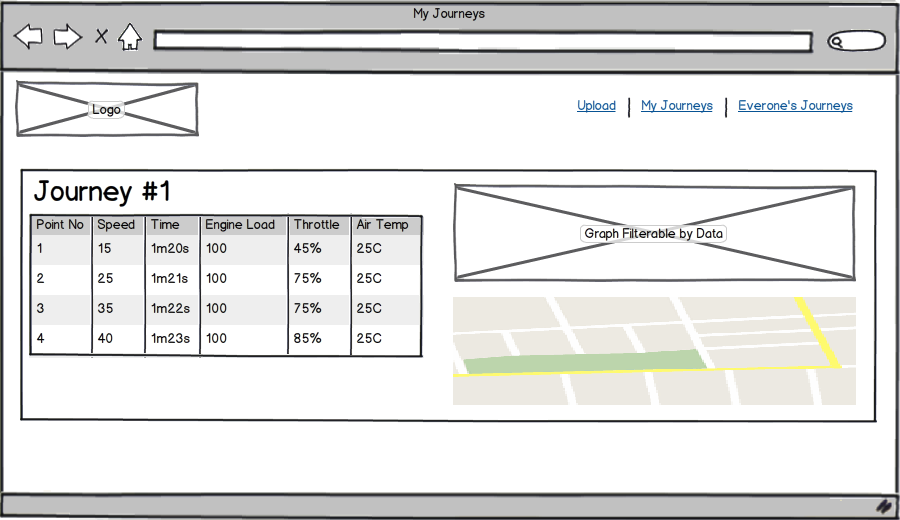 My Journeys
Logo
Upload | My Journeys | Everone's Journeys
Journey #1
Point No Speed Time Engine Load Throttle Air Temp
1 15 1m20s 100 45% 25C
2 25 1m21s 100 75% 25C
3 35 1m22s 100 75% 25C
4 40 1m23s 100 85% 25C
Graph Filterable by Data